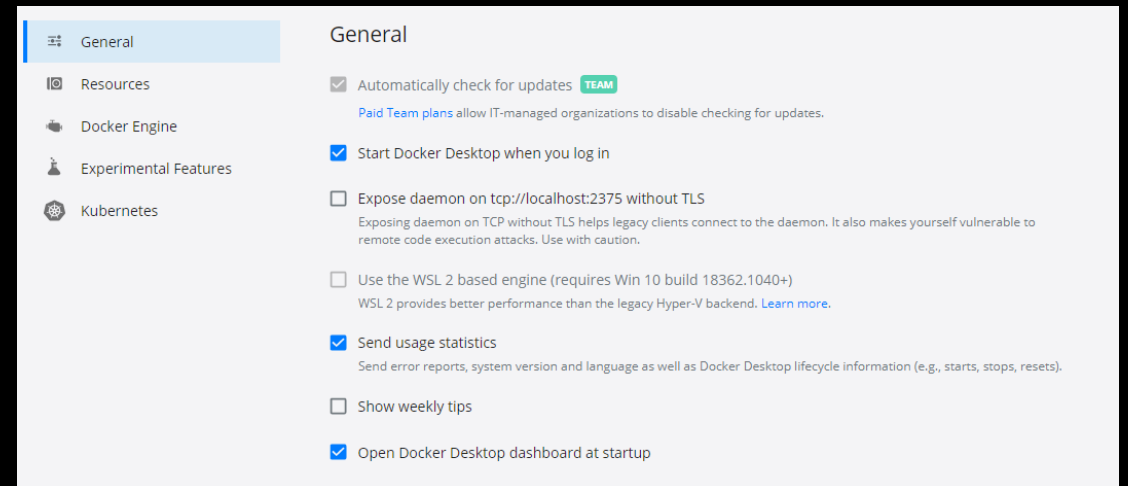 General
Resources
Docker Engine
Experimental Features
Kubernetes
General
Automatically check for updates TEAM
Paid Team plans allow IT-managed organizations to disable checking for updates.
Start Docker Desktop when you log in
Expose daemon on tcp://localhost:2375 without TLS
Exposing daemon on TCP without TLS helps legacy clients connect to the daemon. It also makes yourself vulnerable to
remote code execution attacks. Use with caution.
Use the WSL 2 based engine (requires Win 10 build 18362.1040+)
WSL 2 provides better performance than the legacy Hyper-V backend. Learn more.
Send usage statistics
Send error reports, system version and language as well as Docker Desktop lifecycle information (e.g., starts, stops, resets).
Show weekly tips
Open Docker Desktop dashboard at startup